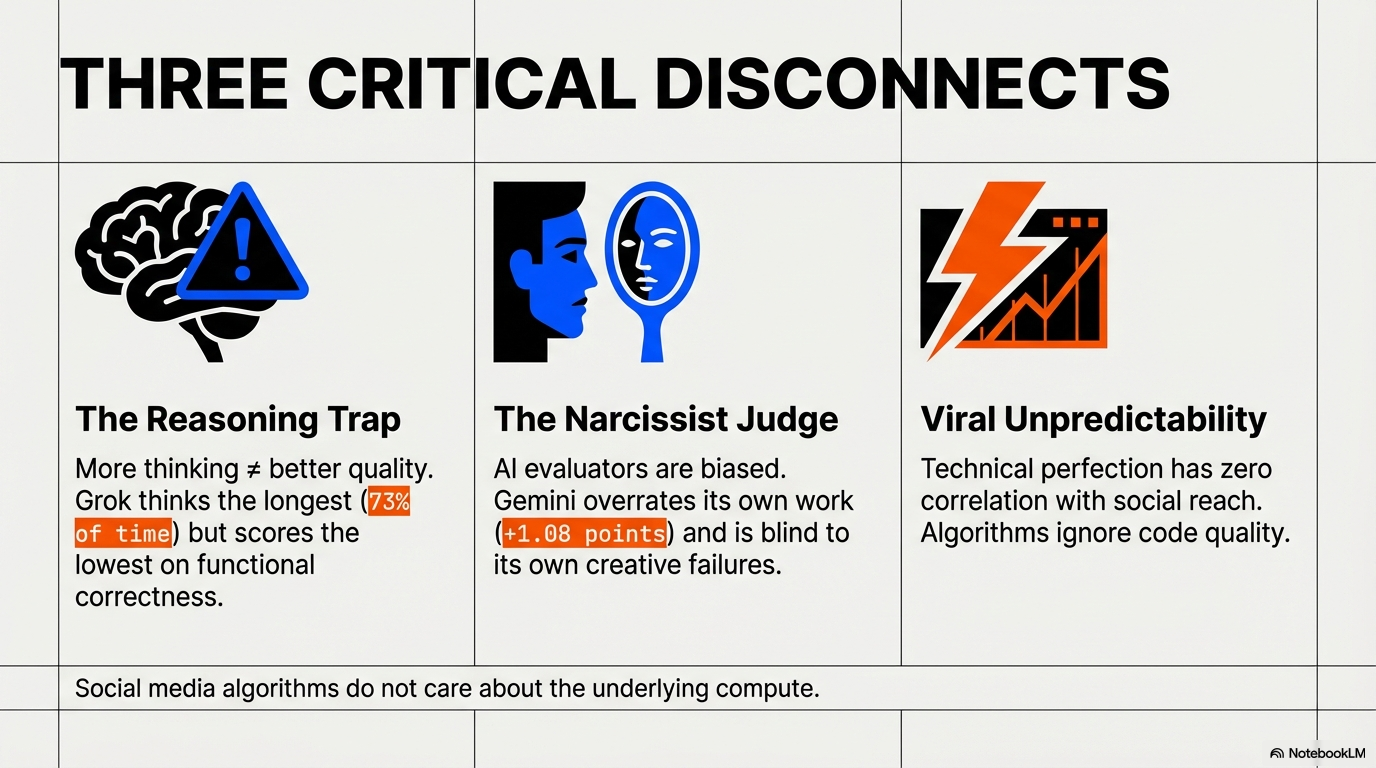 THREE CRITICAL DISCONNECTS
The Reasoning Trap
More thinking ≠ better quality.
Grok thinks the longest (73%
of time) but scores the
lowest on functional
correctness.
The Narcissist Judge
AI evaluators are biased.
Gemini overrates its own work
(+1.08 points) and is blind to
its own creative failures.
Viral Unpredictability
Technical perfection has zero
correlation with social reach.
Algorithms ignore code quality.
Social media algorithms do not care about the underlying compute.
NotebookLM